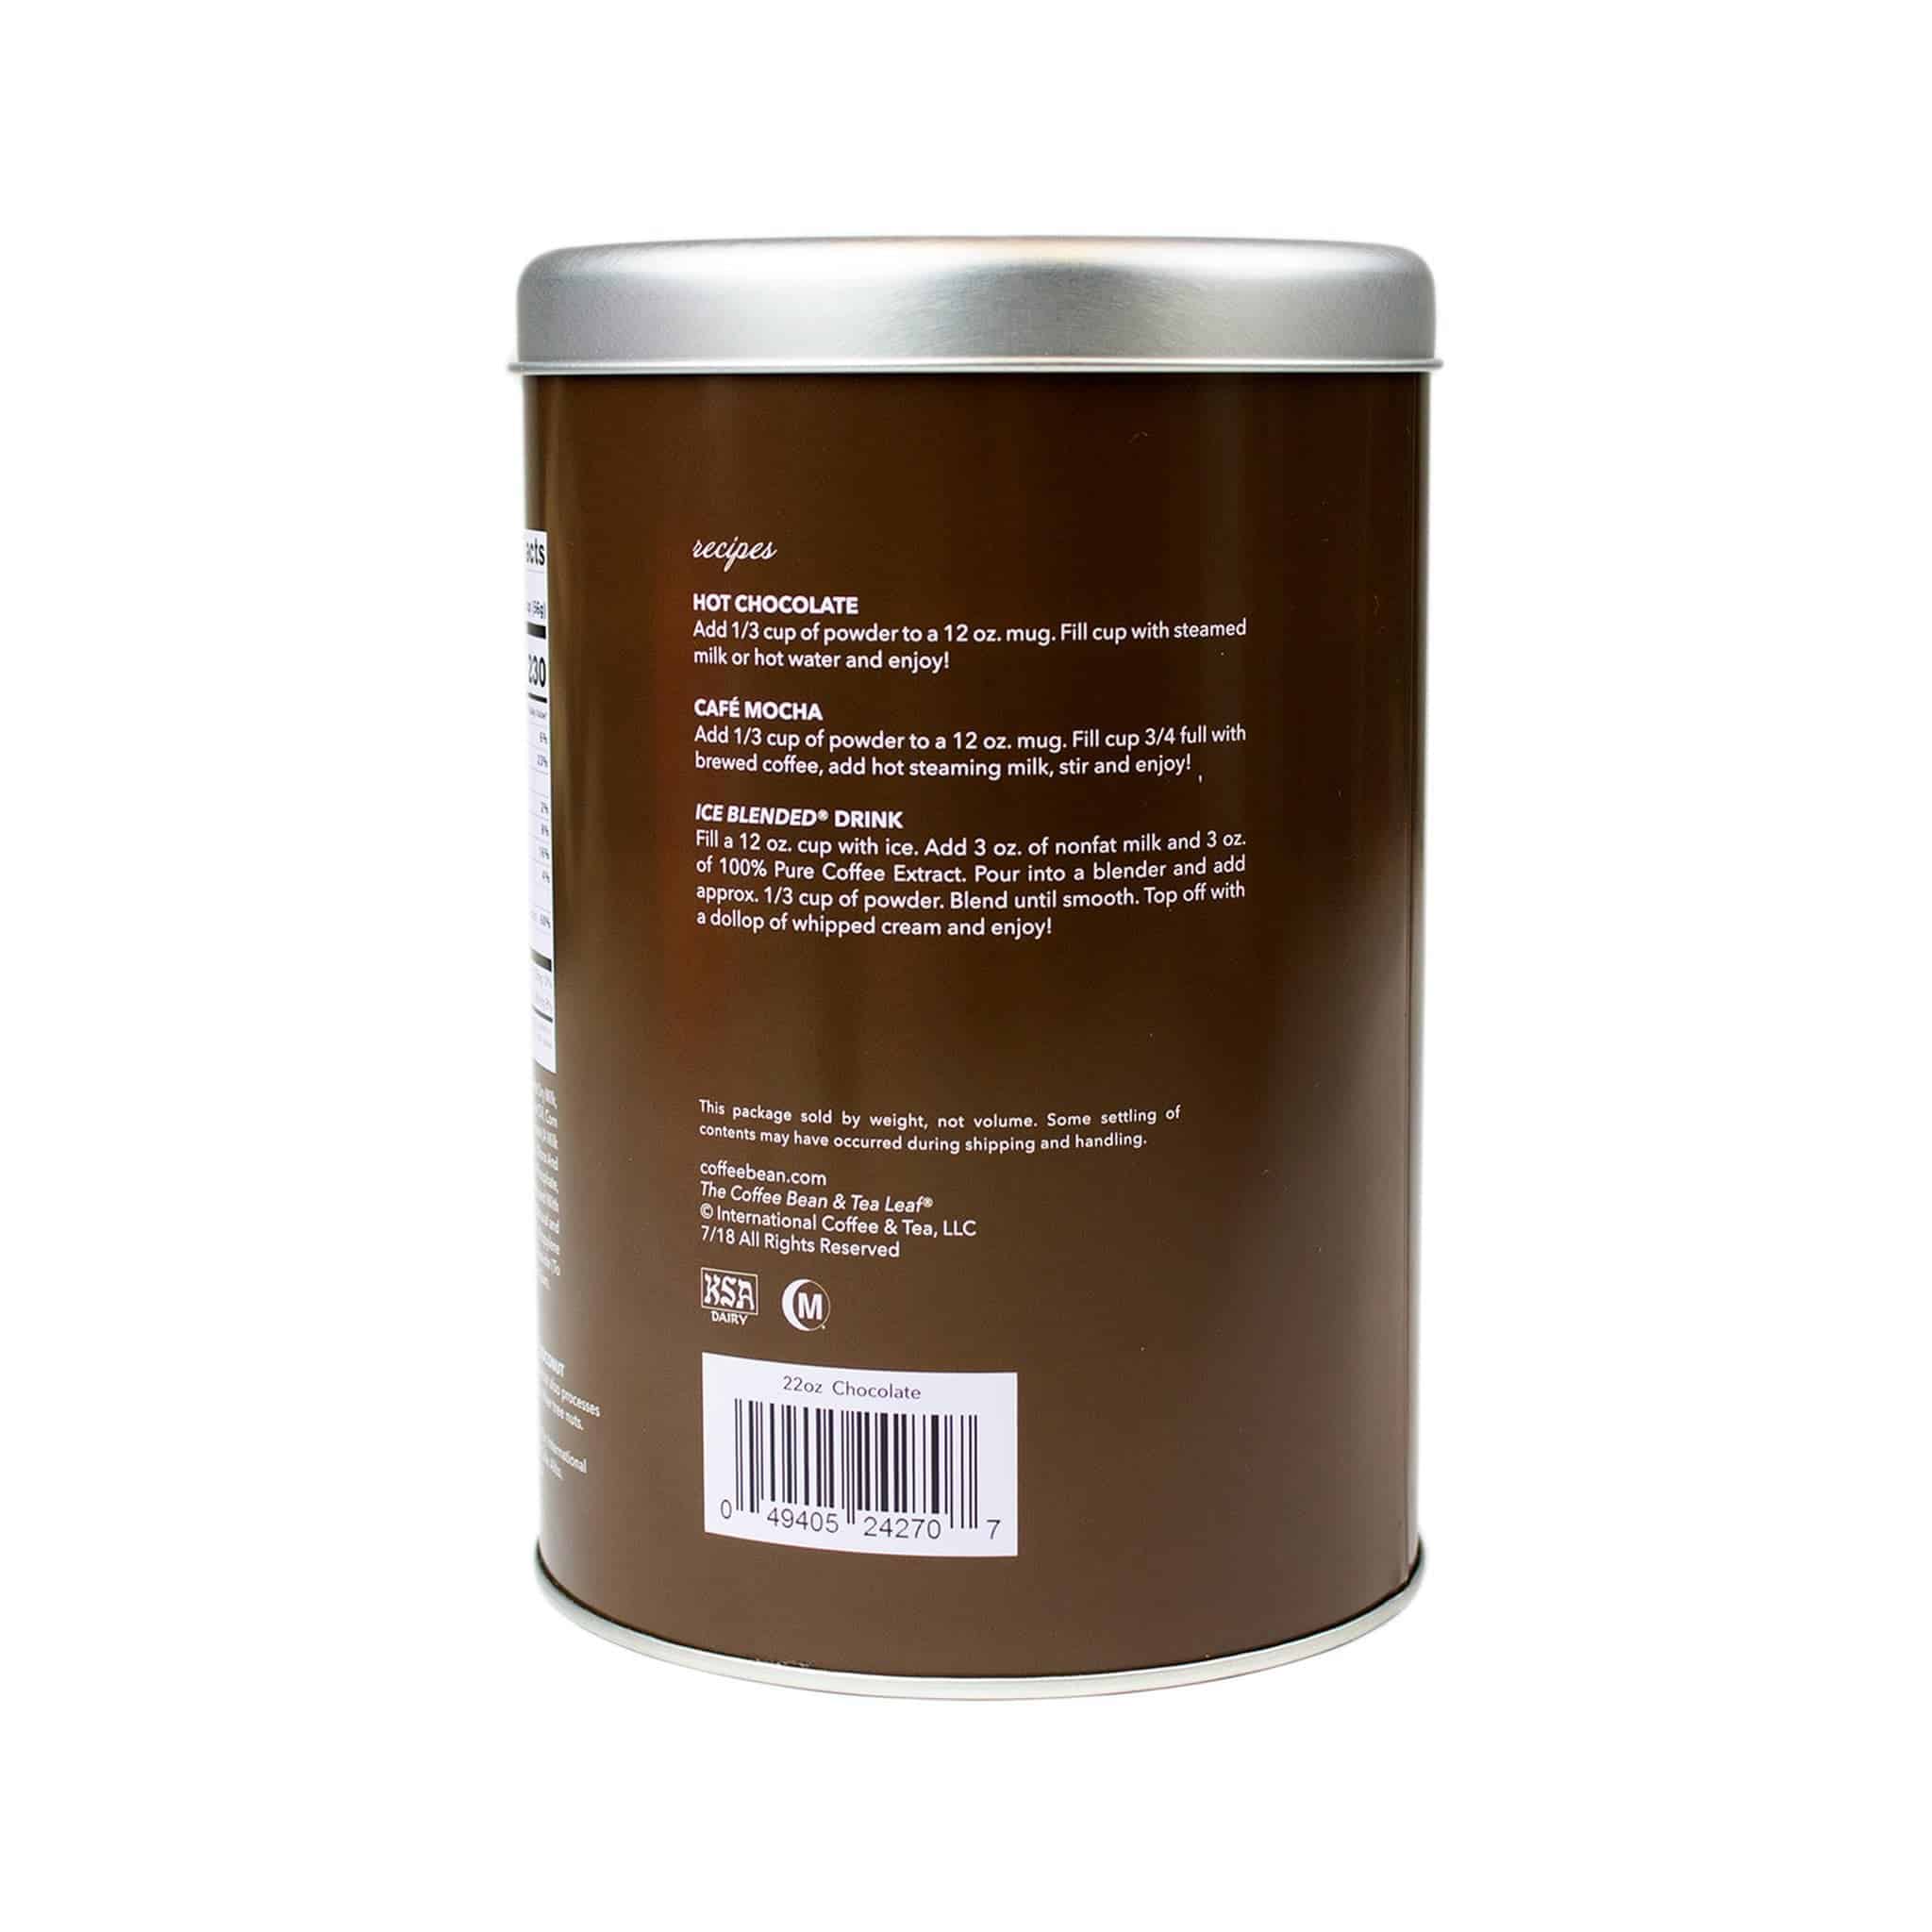 recipes
HOT CHOCOLATE
Add 1/3 cup of powder to a 12 oz. mug. Fill cup with steamed
milk or hot water and enjoy!
CAFÉ MOCHA
Add 1/3 cup of powder to a 12 oz. mug. Fill cup 3/4 full with
brewed coffee, add hot steaming milk, stir and enjoy!
ICE BLENDED® DRINK
Fill a 12 oz. cup with ice. Add 3 oz. of nonfat milk and 3 oz.
of 100% Pure Coffee Extract. Pour into a blender and add
approx. 1/3 cup of powder. Blend until smooth. Top off with
a dollop of whipped cream and enjoy!
This package sold by weight, not volume. Some settling of
contents may have occurred during shipping and handling.
coffeebean.com
The Coffee Bean & Tea Leaf®
© International Coffee & Tea, LLC
7/18 All Rights Reserved
KSA
DAIRY
M
22oz Chocolate
0 49405 24270 7
230
6%
23%
processes
tree nuts.